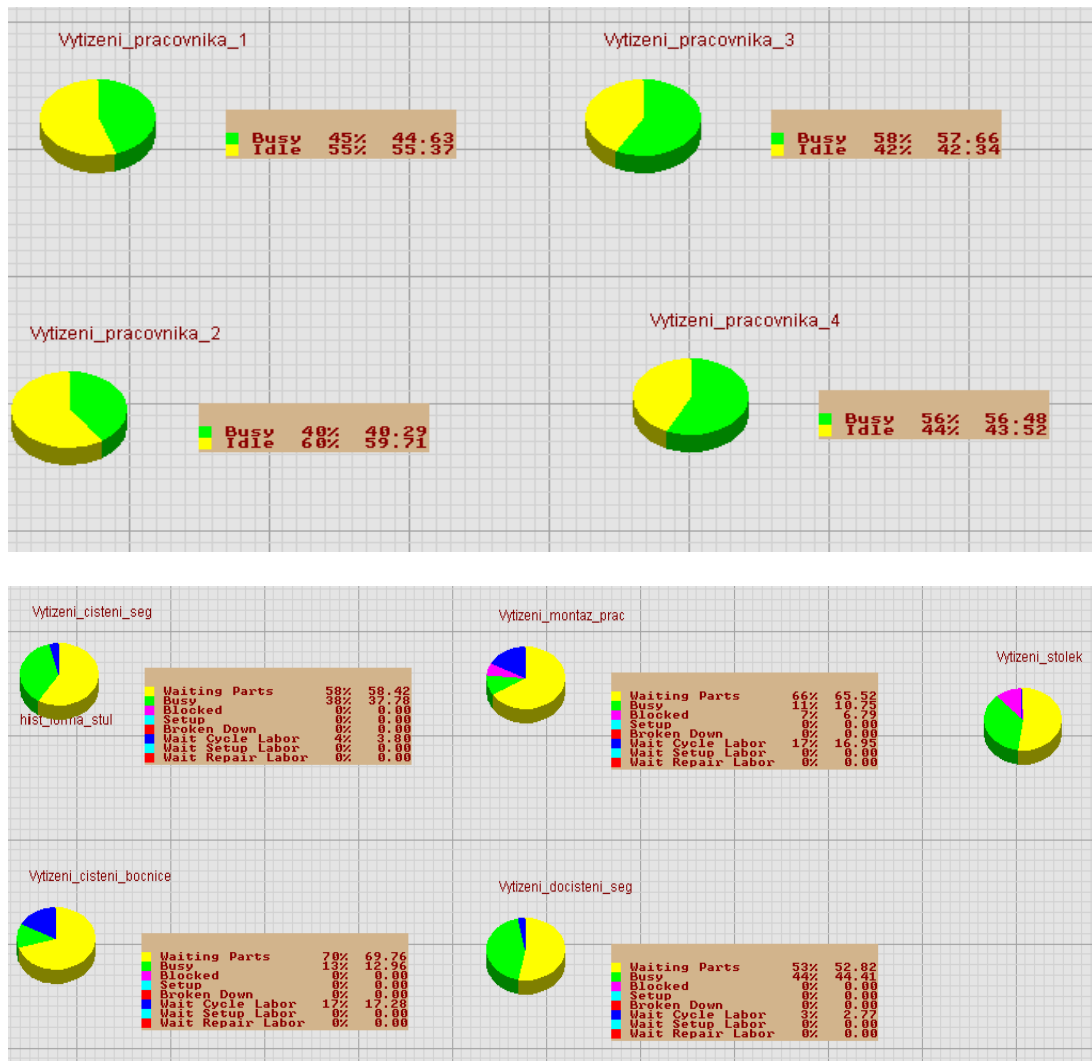 Vytizeni_pracovnika_1
Busy 45% 44.63
Idle 55% 55.37
Vytizeni_pracovnika_3
Busy 58% 57.66
Idle 42% 42.34
Vytizeni_pracovnika_2
Busy 40% 40.29
Idle 60% 59.71
Vytizeni_pracovnika_4
Busy 56% 56.48
Idle 44% 43.52
Vytizeni_cisteni_seg
hist_forma_stul
Waiting Parts 58% 58.42
Busy 38% 37.78
Blocked 0% 0.00
Setup 0% 0.00
Broken Down 0% 0.00
Wait Cycle Labor 4% 3.80
Wait Setup Labor 0% 0.00
Wait Repair Labor 0% 0.00
Vytizeni_montaz_prac
Waiting Parts 66% 65.52
Busy 11% 10.75
Blocked 7% 6.79
Setup 0% 0.00
Broken Down 0% 0.00
Wait Cycle Labor 17% 16.95
Wait Setup Labor 0% 0.00
Wait Repair Labor 0% 0.00
Vytizeni_stolek
Vytizeni_cisteni_bocnice
Waiting Parts 70% 69.76
Busy 13% 12.96
Blocked 0% 0.00
Setup 0% 0.00
Broken Down 0% 0.00
Wait Cycle Labor 17% 17.28
Wait Setup Labor 0% 0.00
Wait Repair Labor 0% 0.00
Vytizeni_docisteni_seg
Waiting Parts 53% 52.82
Busy 44% 44.41
Blocked 0% 0.00
Setup 0% 0.00
Broken Down 0% 0.00
Wait Cycle Labor 3% 2.77
Wait Setup Labor 0% 0.00
Wait Repair Labor 0% 0.00